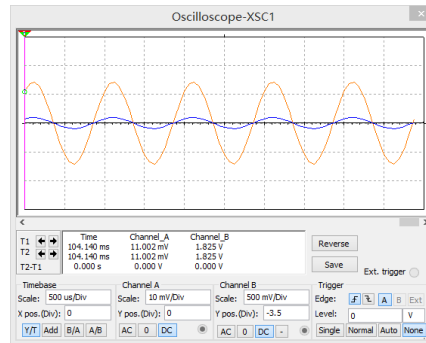 Oscilloscope-XSC1
Time Channel_A Channel_B
T1 104.140 ms 11.002 mV 1.825 V
T2 104.140 ms 11.002 mV 1.825 V
T2-T1 0.000 s 0.000 V 0.000 V
Reverse
Save
Ext. trigger
Timebase
Scale: 500 us/Div
X pos.(Div): 0
Y/T Add B/A A/B
Channel A
Scale: 10 mV/Div
Y pos.(Div): 0
AC 0 DC
Channel B
Scale: 500 mV/Div
Y pos.(Div): -3.5
AC 0 DC -
Trigger
Edge: A B Ext
Level: 0 V
Single Normal Auto None